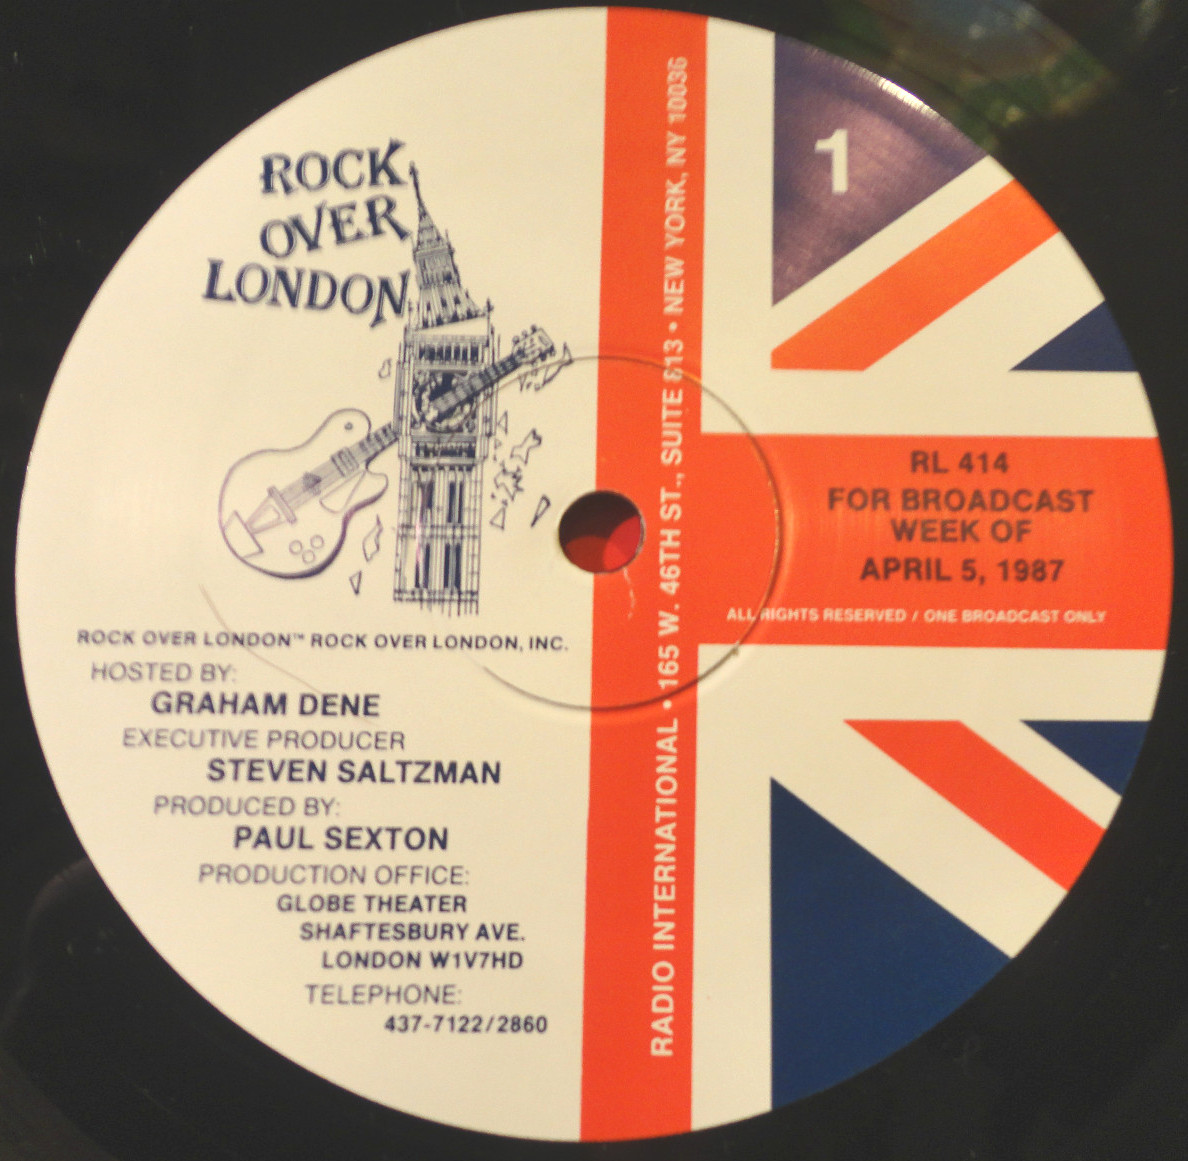 ROCK
OVER
LONDON
ROCK OVER LONDON™ ROCK OVER LONDON, INC.
HOSTED BY:
GRAHAM DENE
EXECUTIVE PRODUCER
STEVEN SALTZMAN
PRODUCED BY:
PAUL SEXTON
PRODUCTION OFFICE:
GLOBE THEATER
SHAFTESBURY AVE.
LONDON W1V7HD
TELEPHONE:
437-7122/2860
RADIO INTERNATIONAL • 165 W. 46TH ST., SUITE 613 • NEW YORK, NY 10036
1
RL 414
FOR BROADCAST
WEEK OF
APRIL 5, 1987
ALL RIGHTS RESERVED / ONE BROADCAST ONLY